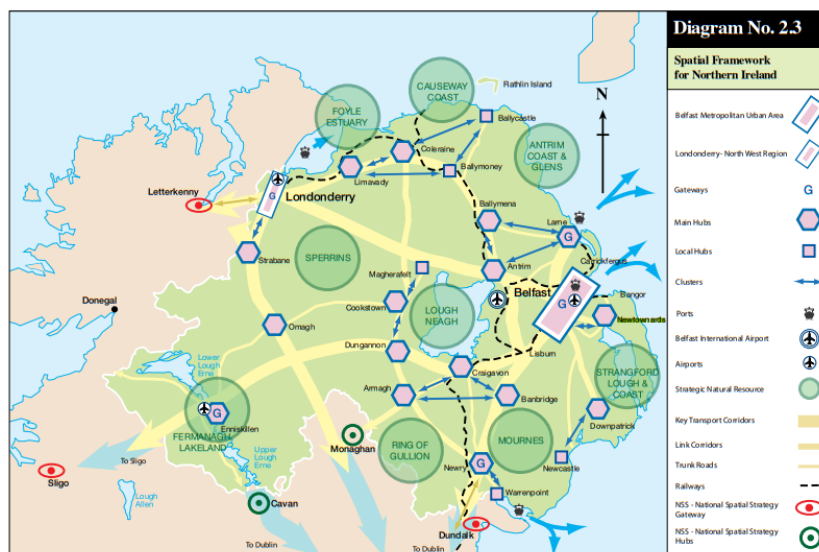 Diagram No. 2.3
Spatial Framework
for Northern Ireland
Belfast Metropolitan Urban Area
Londonderry- North West Region
Gateways
G
Main Hubs
Local Hubs
Clusters
Ports
Belfast International Airport
Airports
Strategic Natural Resource
Key Transport Corridors
Link Corridors
Trunk Roads
Railways
NSS - National Spatial Strategy
Gateway
NSS - National Spatial Strategy
Hubs
N
Rathlin Island
CAUSEWAY
COAST
FOYLE
ESTUARY
Ballycastle
ANTRIM
COAST &
GLENS
Coleraine
Limavady
Ballymoney
Letterkenny
G
Londonderry
Ballymena
Larne
G
Strabane
SPERRINS
Magherafelt
Antrim
Carrickfergus
Belfast
G
Bangor
Donegal
Cookstown
LOUGH
NEAGH
Newtownards
Omagh
Dungannon
Lisburn
Lower
Lough
Erne
Craigavon
STRANGFORD
LOUGH &
COAST
Armagh
Banbridge
G
Enniskillen
FERMANAGH
LAKELAND
Downpatrick
Monaghan
RING OF
GULLION
MOURNES
Upper
Lough
Erne
To Sligo
Newry
G
Newcastle
Sligo
Lough
Allen
Cavan
Warrenpoint
Dundalk
To Dublin
To Dublin